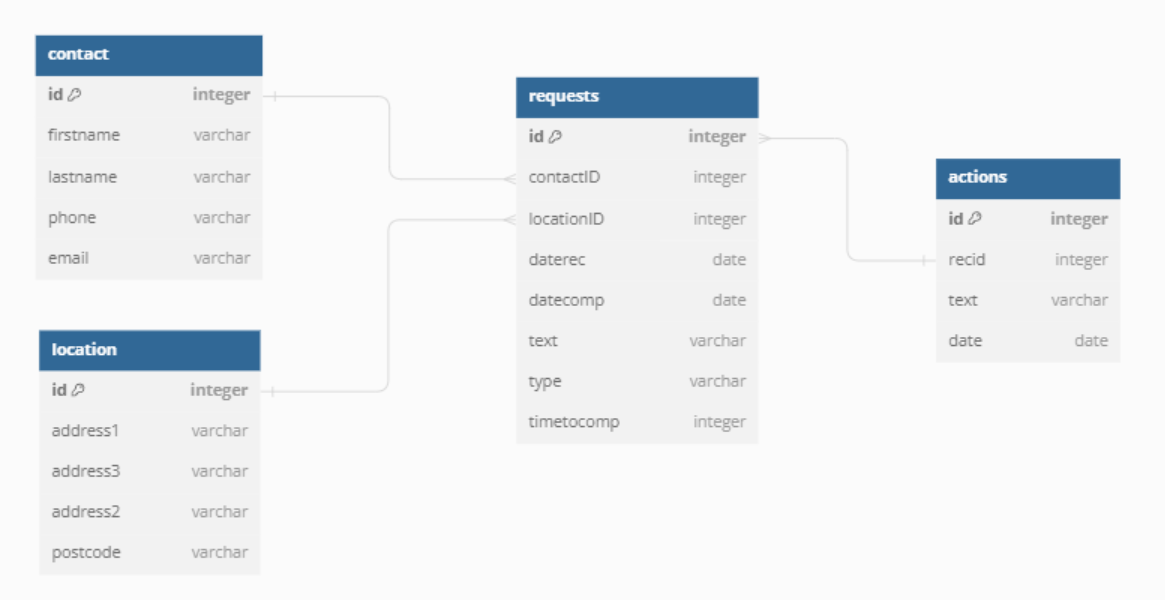 contact
id integer
firstname varchar
lastname varchar
phone varchar
email varchar
location
id integer
address1 varchar
address3 varchar
address2 varchar
postcode varchar
requests
id integer
contactID integer
locationID integer
daterec date
datecomp date
text varchar
type varchar
timetocomp integer
actions
id integer
recid integer
text varchar
date date